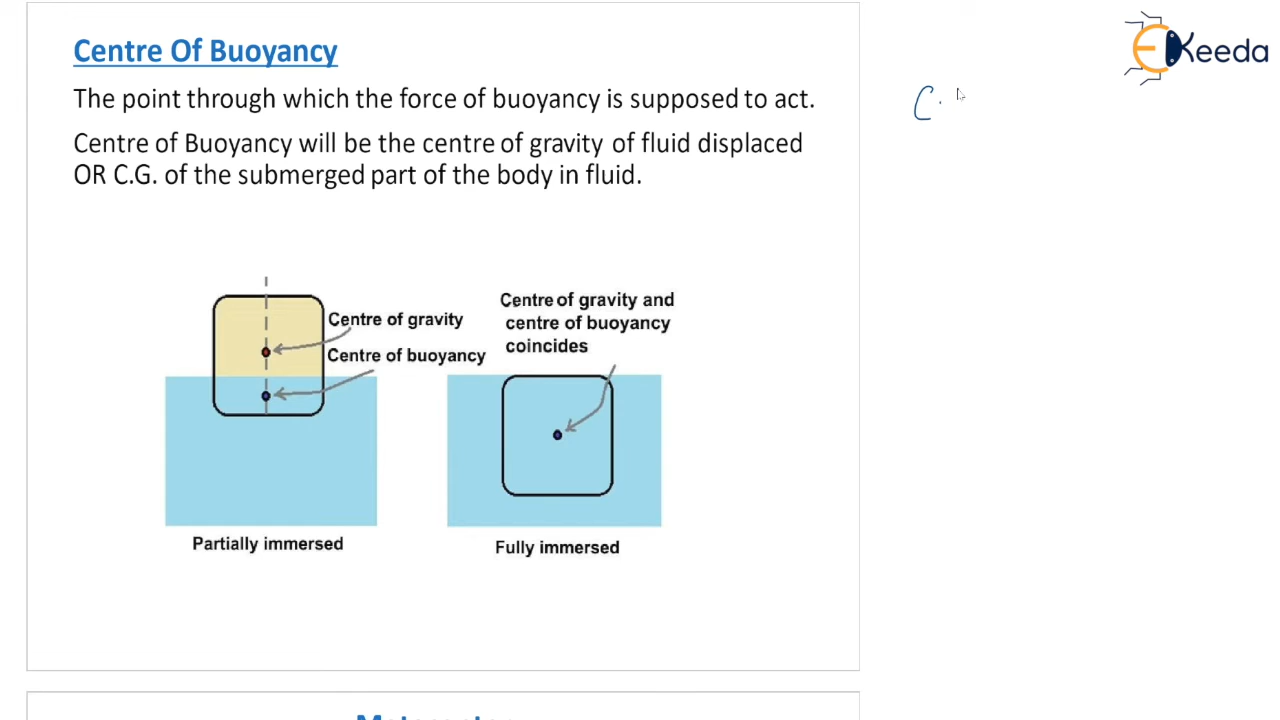 Centre Of Buoyancy
The point through which the force of buoyancy is supposed to act.
Centre of Buoyancy will be the centre of gravity of fluid displaced
OR C.G. of the submerged part of the body in fluid.
Centre of gravity
Centre of buoyancy
Partially immersed
Centre of gravity and
centre of buoyancy
coincides
Fully immersed
C.
EKeeda